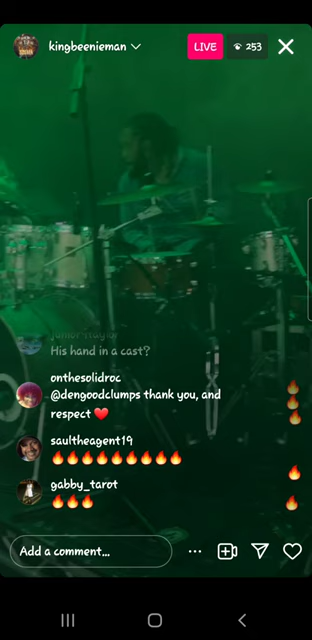 kingbeenieman
LIVE
253
His hand in a cast?
onthesolidroc
@dengoodclumps thank you, and
respect ❤️
saultheagent19
🔥🔥🔥🔥🔥🔥🔥🔥🔥🔥
gabby_tarot
🔥🔥🔥
Add a comment...